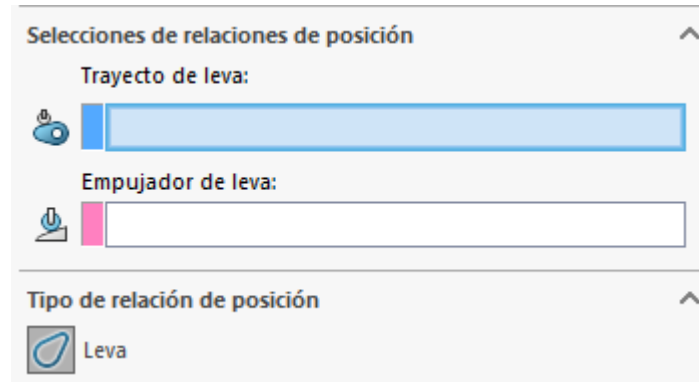 Selecciones de relaciones de posición
Trayecto de leva:
Empujador de leva:
Tipo de relación de posición
Leva